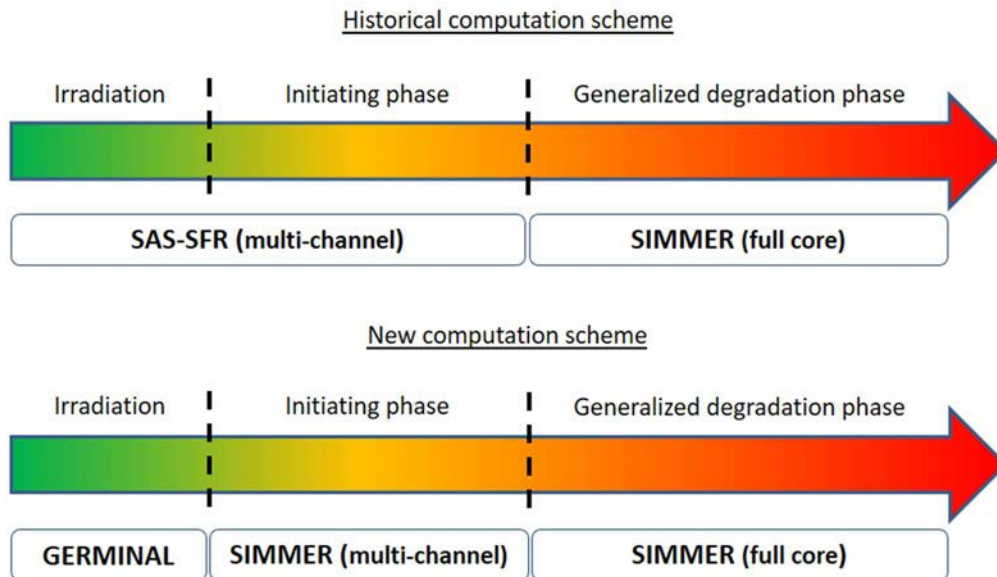 Historical computation scheme
Irradiation Initiating phase Generalized degradation phase
SAS-SFR (multi-channel) SIMMER (full core)
New computation scheme
Irradiation Initiating phase Generalized degradation phase
GERMINAL SIMMER (multi-channel) SIMMER (full core)